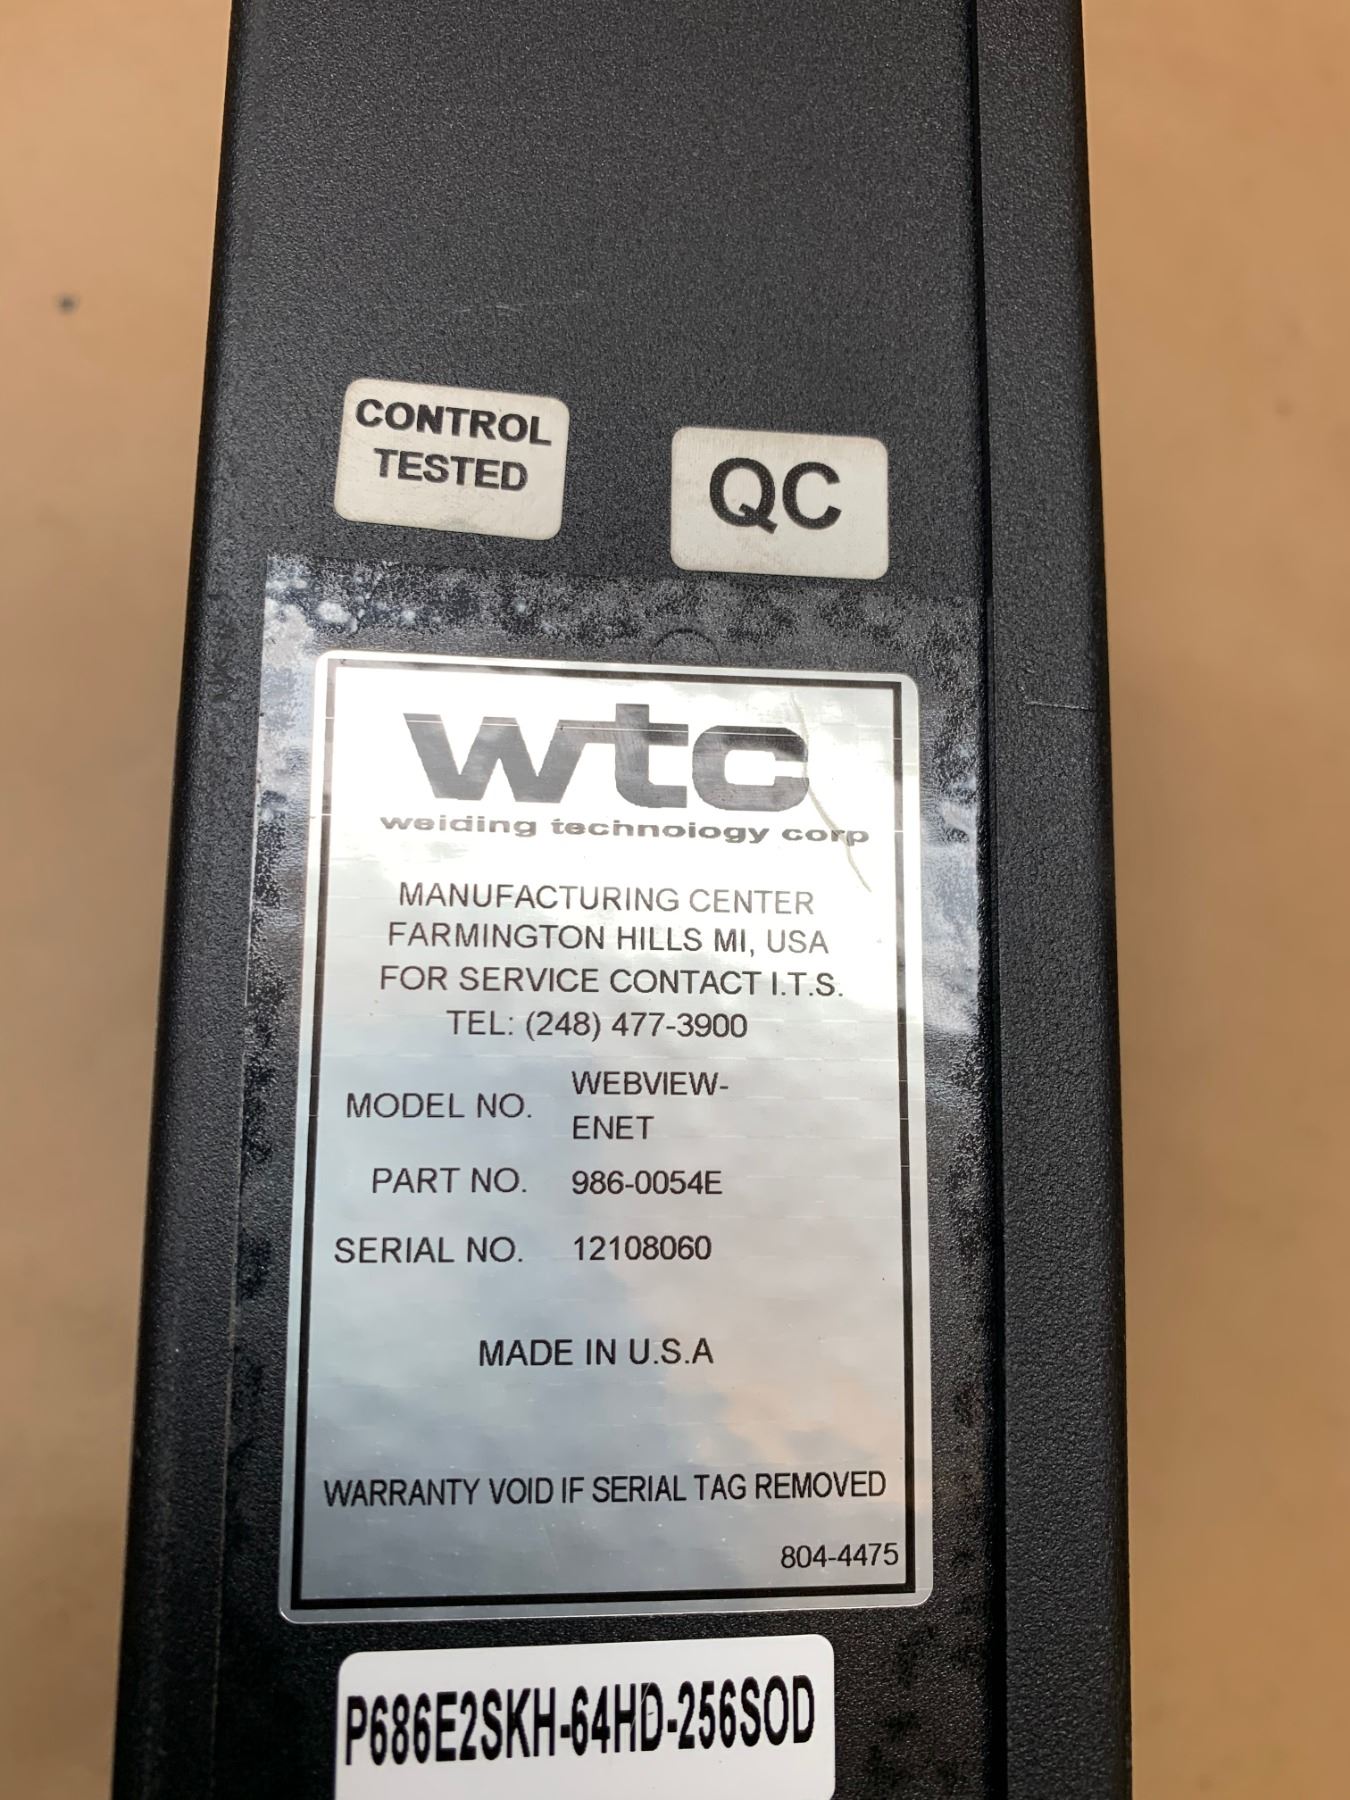 CONTROL
TESTED
QC
wtc
welding technology corp
MANUFACTURING CENTER
FARMINGTON HILLS MI, USA
FOR SERVICE CONTACT I.T.S.
TEL: (248) 477-3900
MODEL NO. WEBVIEW-
ENET
PART NO. 986-0054E
SERIAL NO. 12108060
MADE IN U.S.A
WARRANTY VOID IF SERIAL TAG REMOVED
804-4475
P686E2SKH-64HD-256SOD